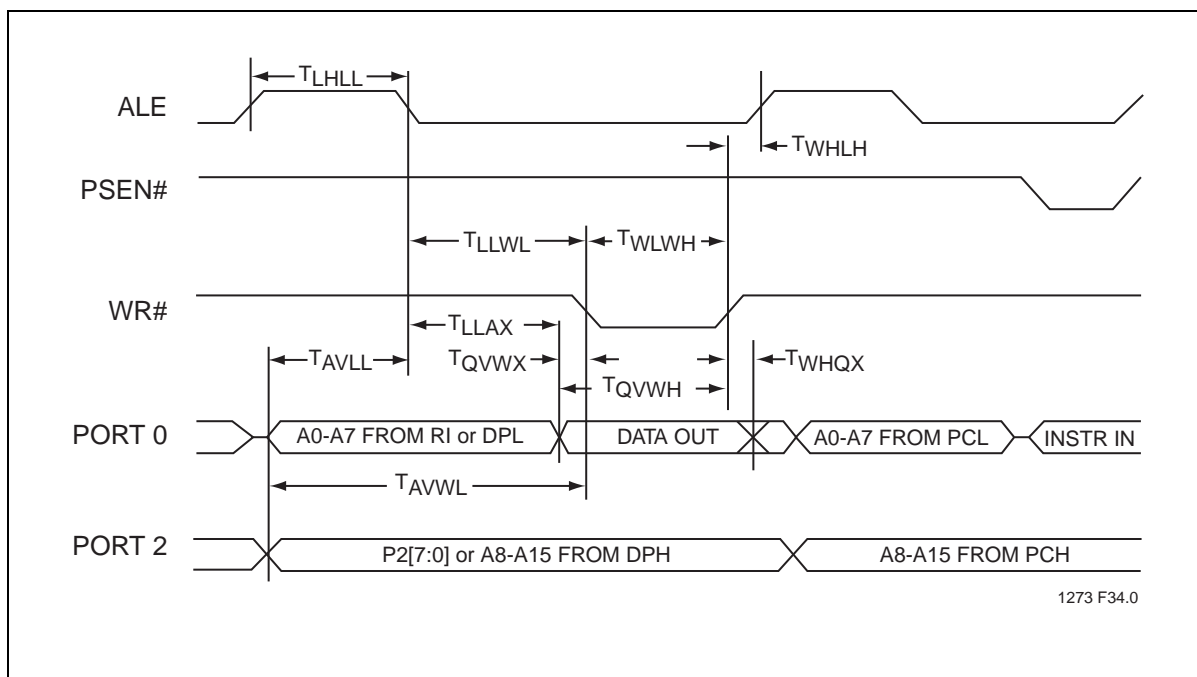 TLHLL
ALE
TWHLH
PSEN#
TLLWL TWLWH
WR#
TLLAX
TAVLL TQVWX TWHQX
TQVWH
PORT 0 A0-A7 FROM RI or DPL DATA OUT A0-A7 FROM PCL INSTR IN
TAVWL
PORT 2 P2[7:0] or A8-A15 FROM DPH A8-A15 FROM PCH
1273 F34.0